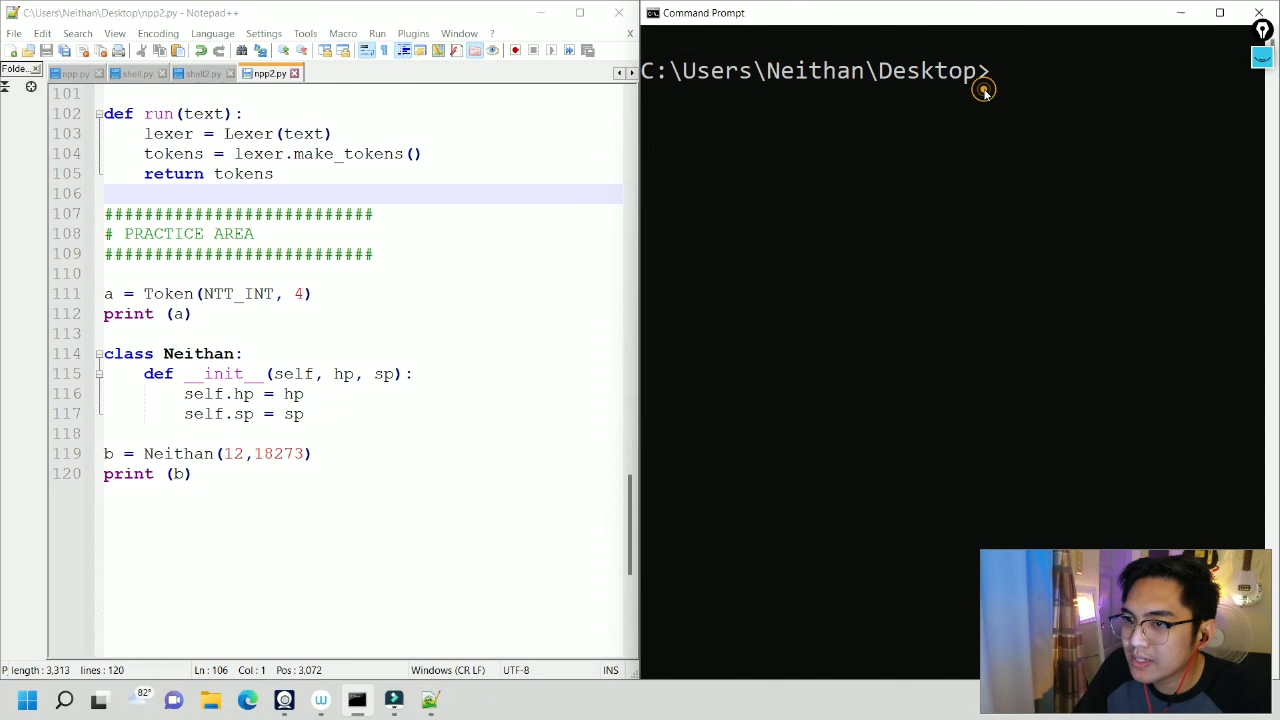 C:\Users\Neithan\Desktop\npp2.py - Notepad++
File Edit Search View Encoding Language Settings Tools Macro Run Plugins Window ? X
Folde...
npp.py shell.py shell2.py npp2.py
101
102 def run(text):
103 lexer = Lexer(text)
104 tokens = lexer.make_tokens()
105 return tokens
106
107 ###########################
108 # PRACTICE AREA
109 ###########################
110
111 a = Token(NTT_INT, 4)
112 print (a)
113
114 class Neithan:
115 def __init__(self, hp, sp):
116 self.hp = hp
117 self.sp = sp
118
119 b = Neithan(12,18273)
120 print (b)
P length : 3,313 lines : 120 Ln : 106 Col : 1 Pos : 3,072 Windows (CR LF) UTF-8 INS
Command Prompt
C:\Users\Neithan\Desktop>
82°